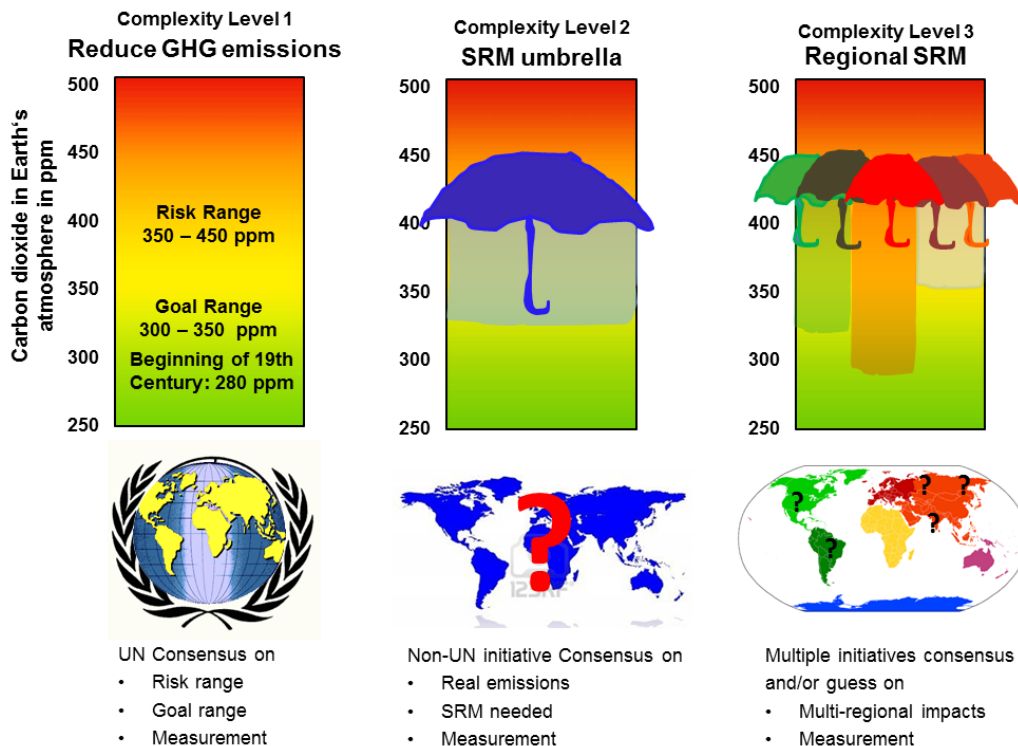 Complexity Level 1
Reduce GHG emissions
Complexity Level 2
SRM umbrella
Complexity Level 3
Regional SRM
Carbon dioxide in Earth‘s
atmosphere in ppm
500
450
400
350
300
250
Risk Range
350 – 450 ppm
Goal Range
300 – 350 ppm
Beginning of 19th
Century: 280 ppm
500
450
400
350
300
250
500
450
400
350
300
250
?
123RF
?
?
?
?
?
UN Consensus on
• Risk range
• Goal range
• Measurement
Non-UN initiative Consensus on
• Real emissions
• SRM needed
• Measurement
Multiple initiatives consensus
and/or guess on
• Multi-regional impacts
• Measurement